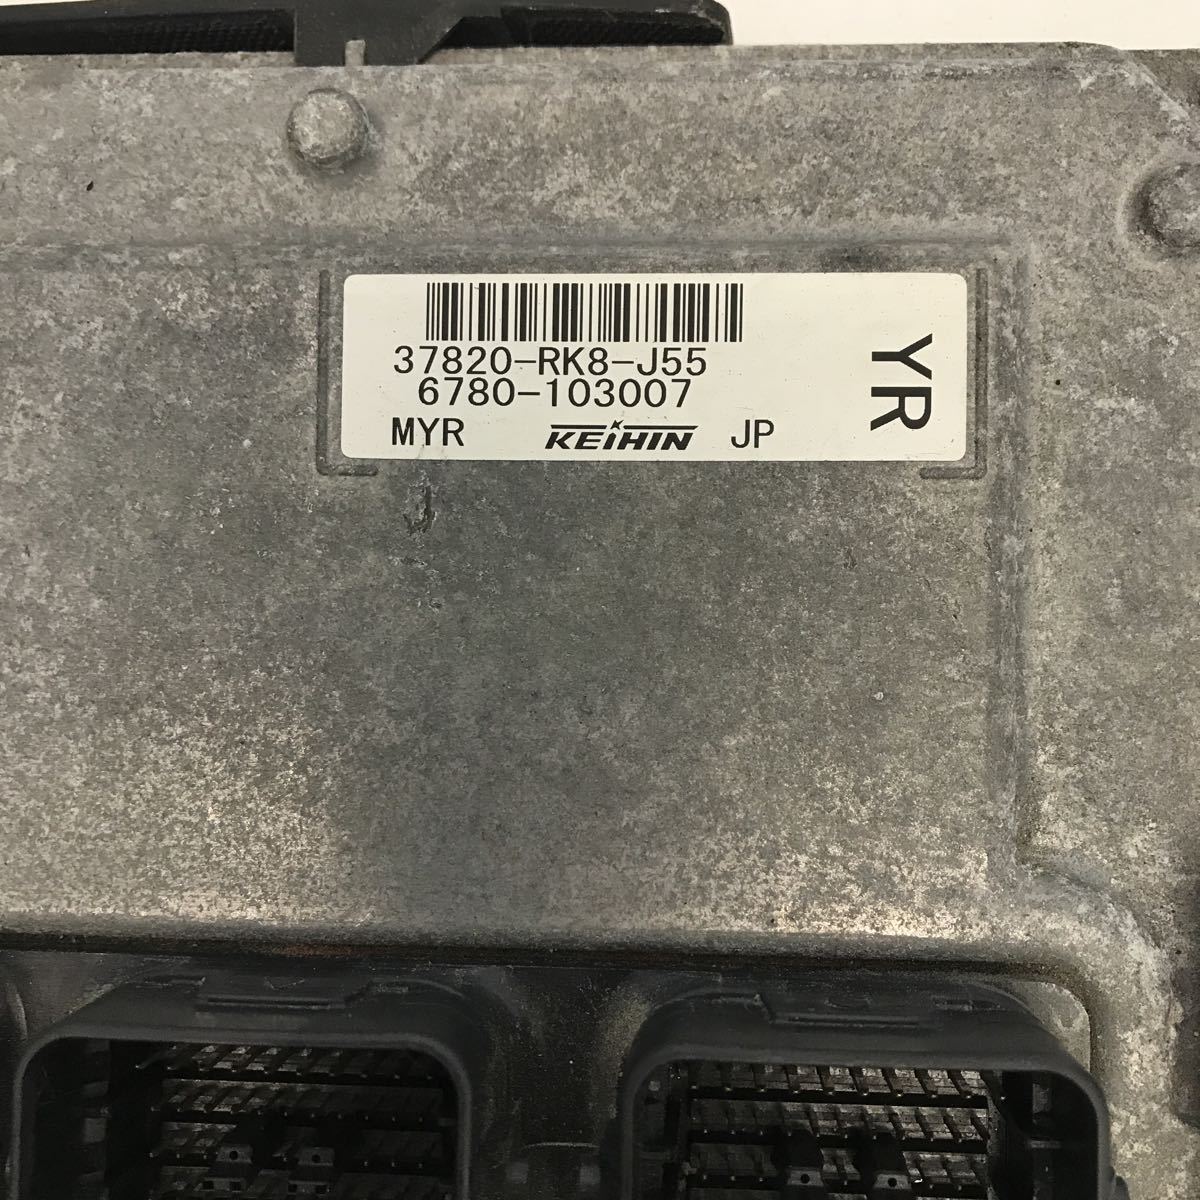 37820-RK8-J55
6780-103007
MYR KEIHIN JP
YR